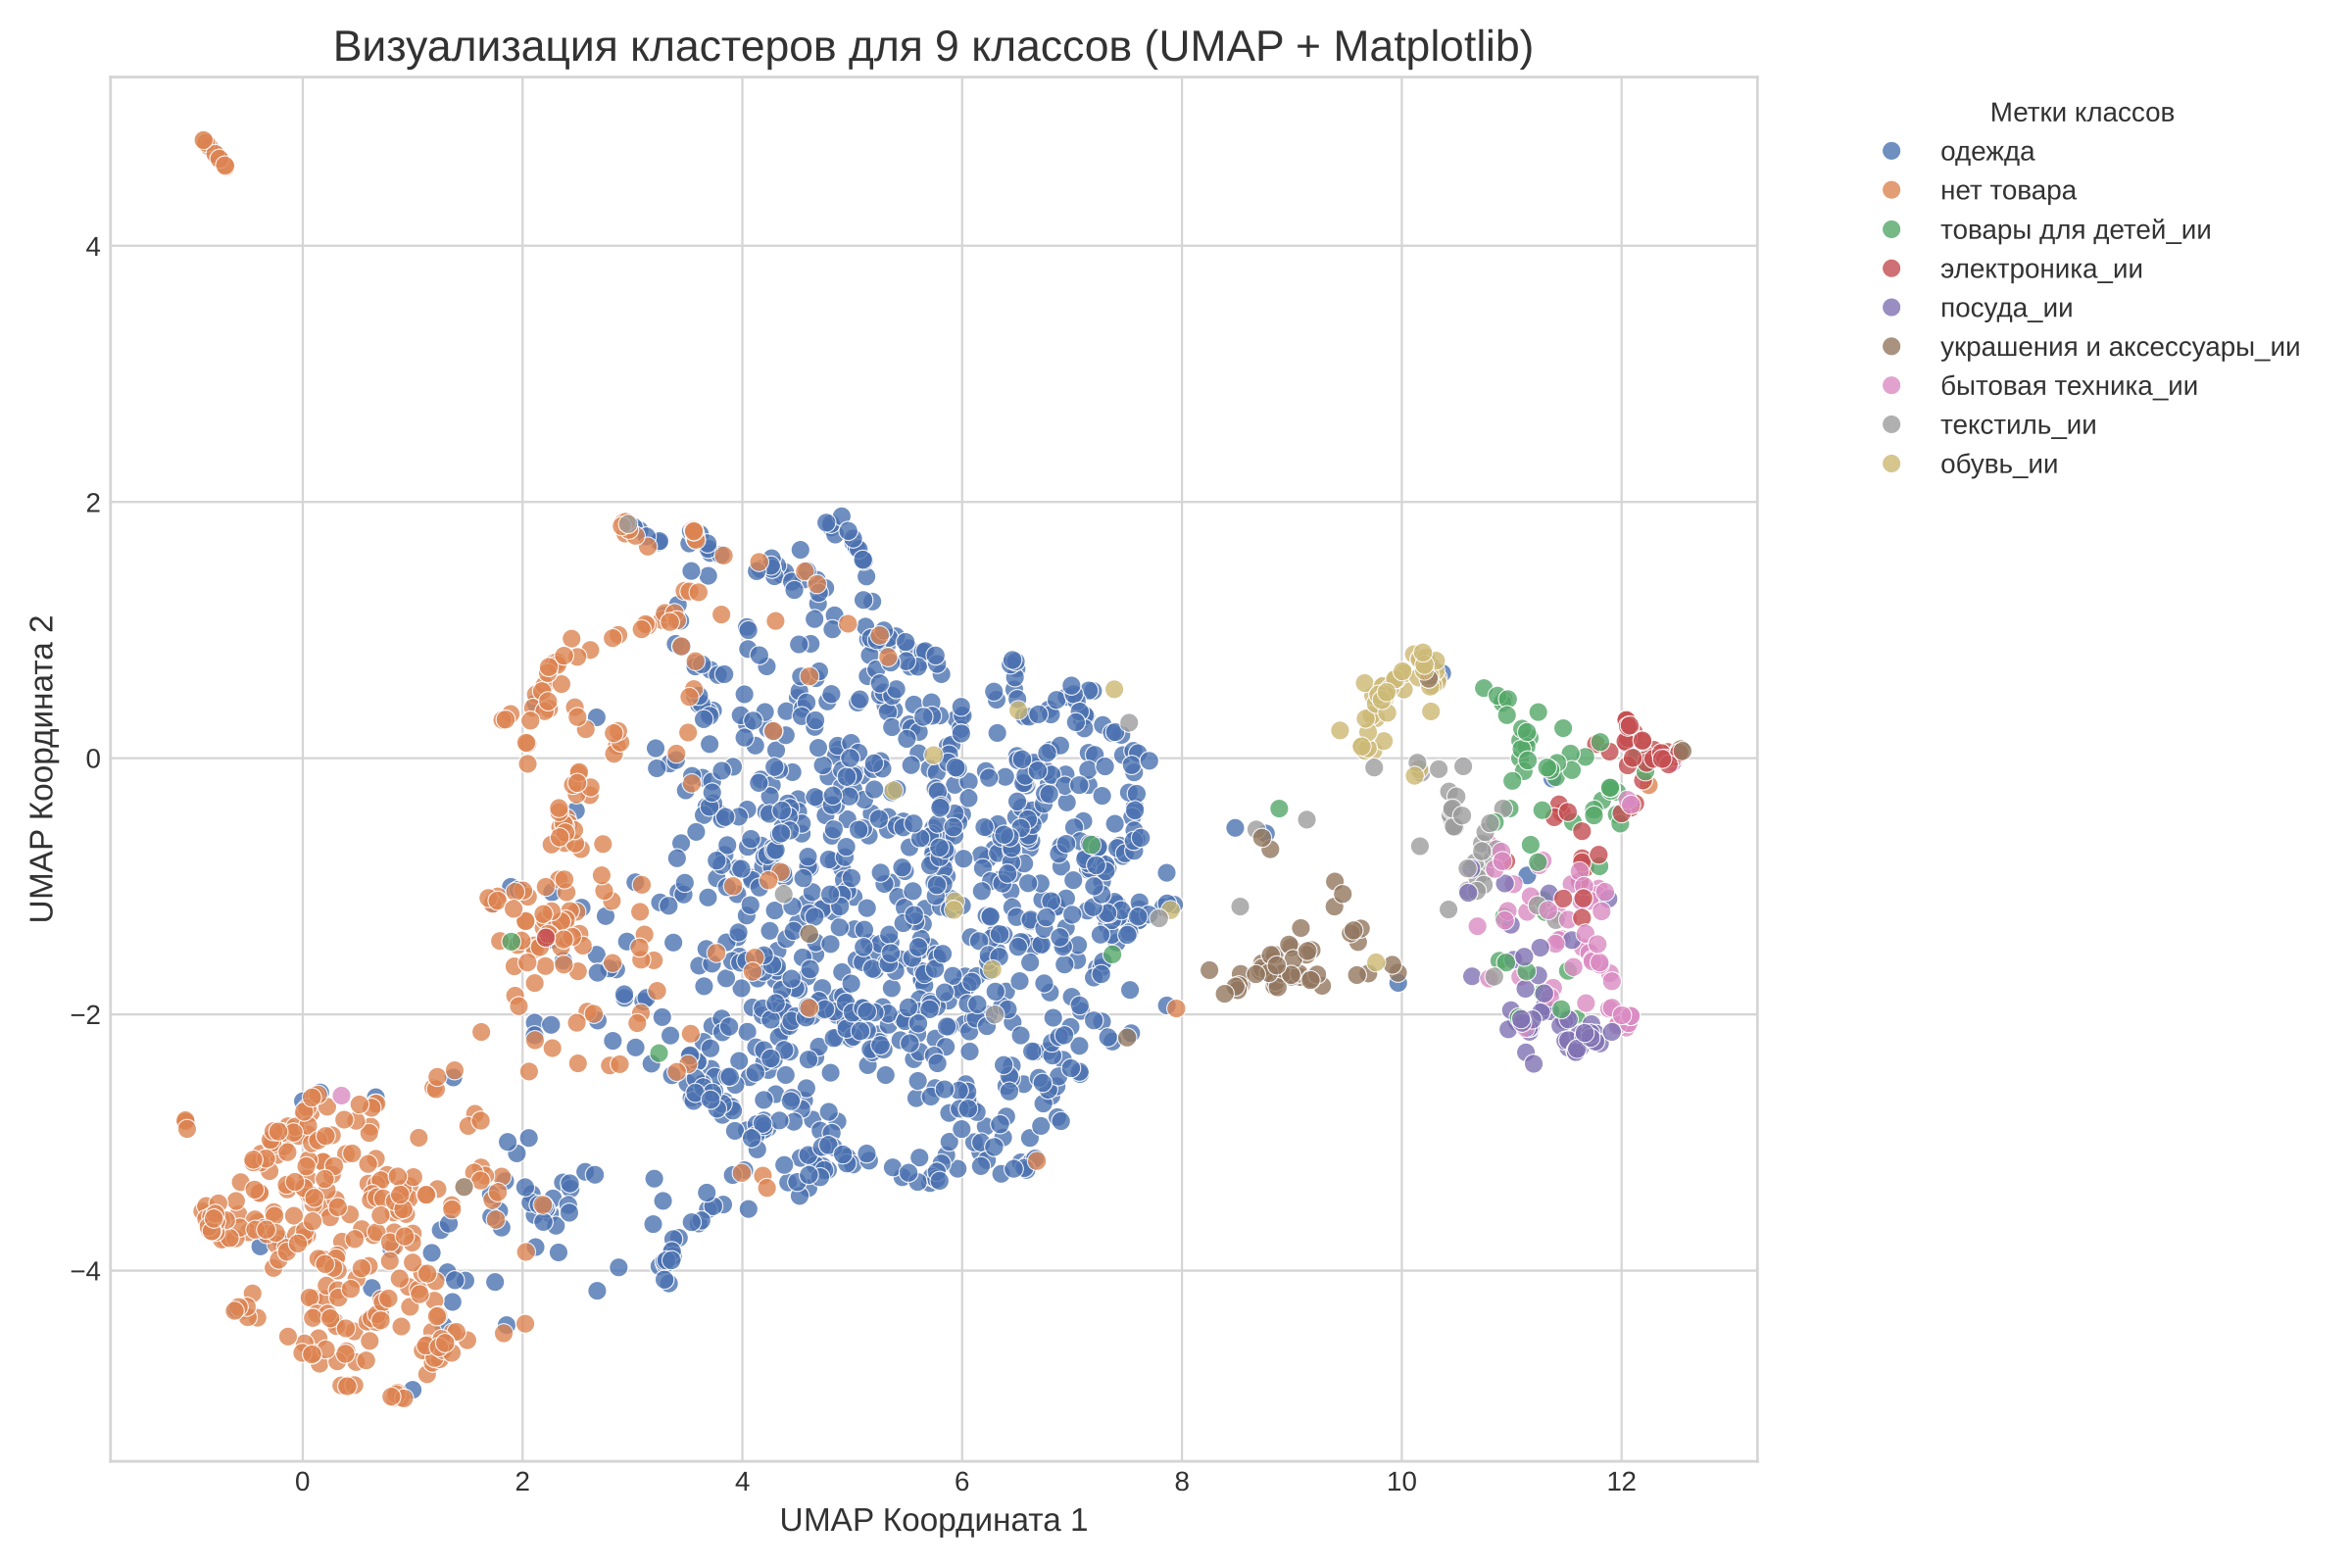 Визуализация кластеров для 9 классов (UMAP + Matplotlib)
Метки классов
одежда
нет товара
товары для детей_ии
электроника_ии
посуда_ии
украшения и аксессуары_ии
бытовая техника_ии
текстиль_ии
обувь_ии
UMAP Координата 2
4
2
0
−2
−4
0 2 4 6 8 10 12
UMAP Координата 1